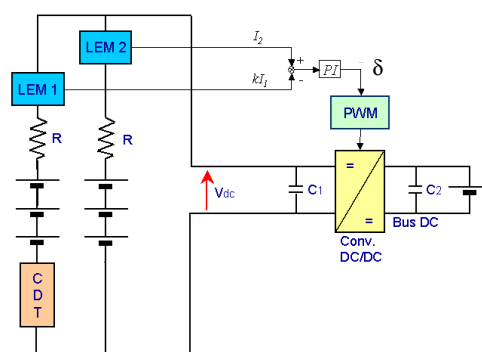 LEM 2
I2
LEM 1
kI1
+
-
PI
δ
PWM
R
R
Vdc
C1
=
=
C2
Bus DC
Conv.
DC/DC
C
D
T